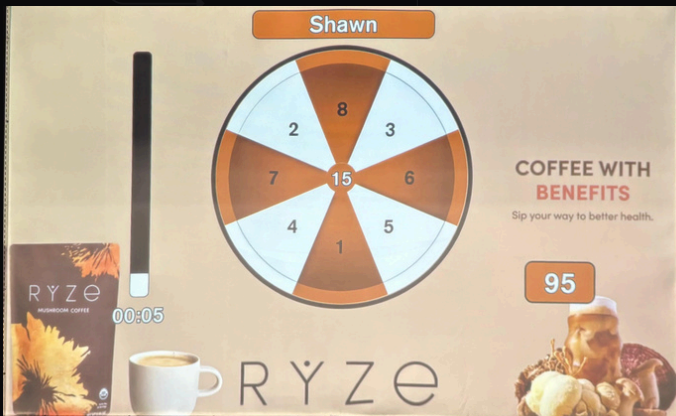 Shawn
8
2
3
7
15
6
4
5
1
COFFEE WITH
BENEFITS
Sip your way to better health.
95
RYZE
MUSHROOM COFFEE
00:05
RYZE